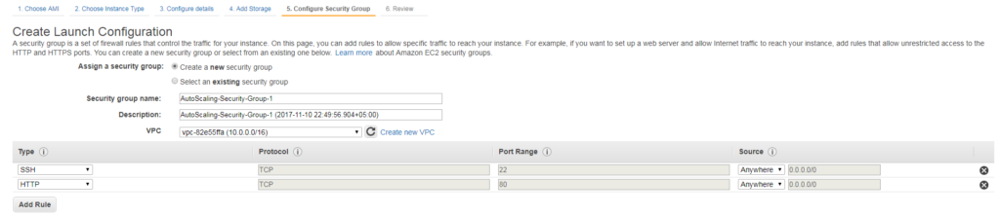 1. Choose AMI 2. Choose Instance Type 3. Configure details 4. Add Storage 5. Configure Security Group 6. Review
Create Launch Configuration
A security group is a set of firewall rules that control the traffic for your instance. On this page, you can add rules to allow specific traffic to reach your instance. For example, if you want to set up a web server and allow Internet traffic to reach your instance, add rules that allow unrestricted access to the
HTTP and HTTPS ports. You can create a new security group or select from an existing one below. Learn more about Amazon EC2 security groups.
Assign a security group: Create a new security group
Select an existing security group
Security group name: AutoScaling-Security-Group-1
Description: AutoScaling-Security-Group-1 (2017-11-10 22:49:56.904+05:00)
VPC vpc-82e55ffa (10.0.0.0/16) Create new VPC
Type Protocol Port Range Source
SSH TCP 22 Anywhere 0.0.0.0/0
HTTP TCP 80 Anywhere 0.0.0.0/0
Add Rule